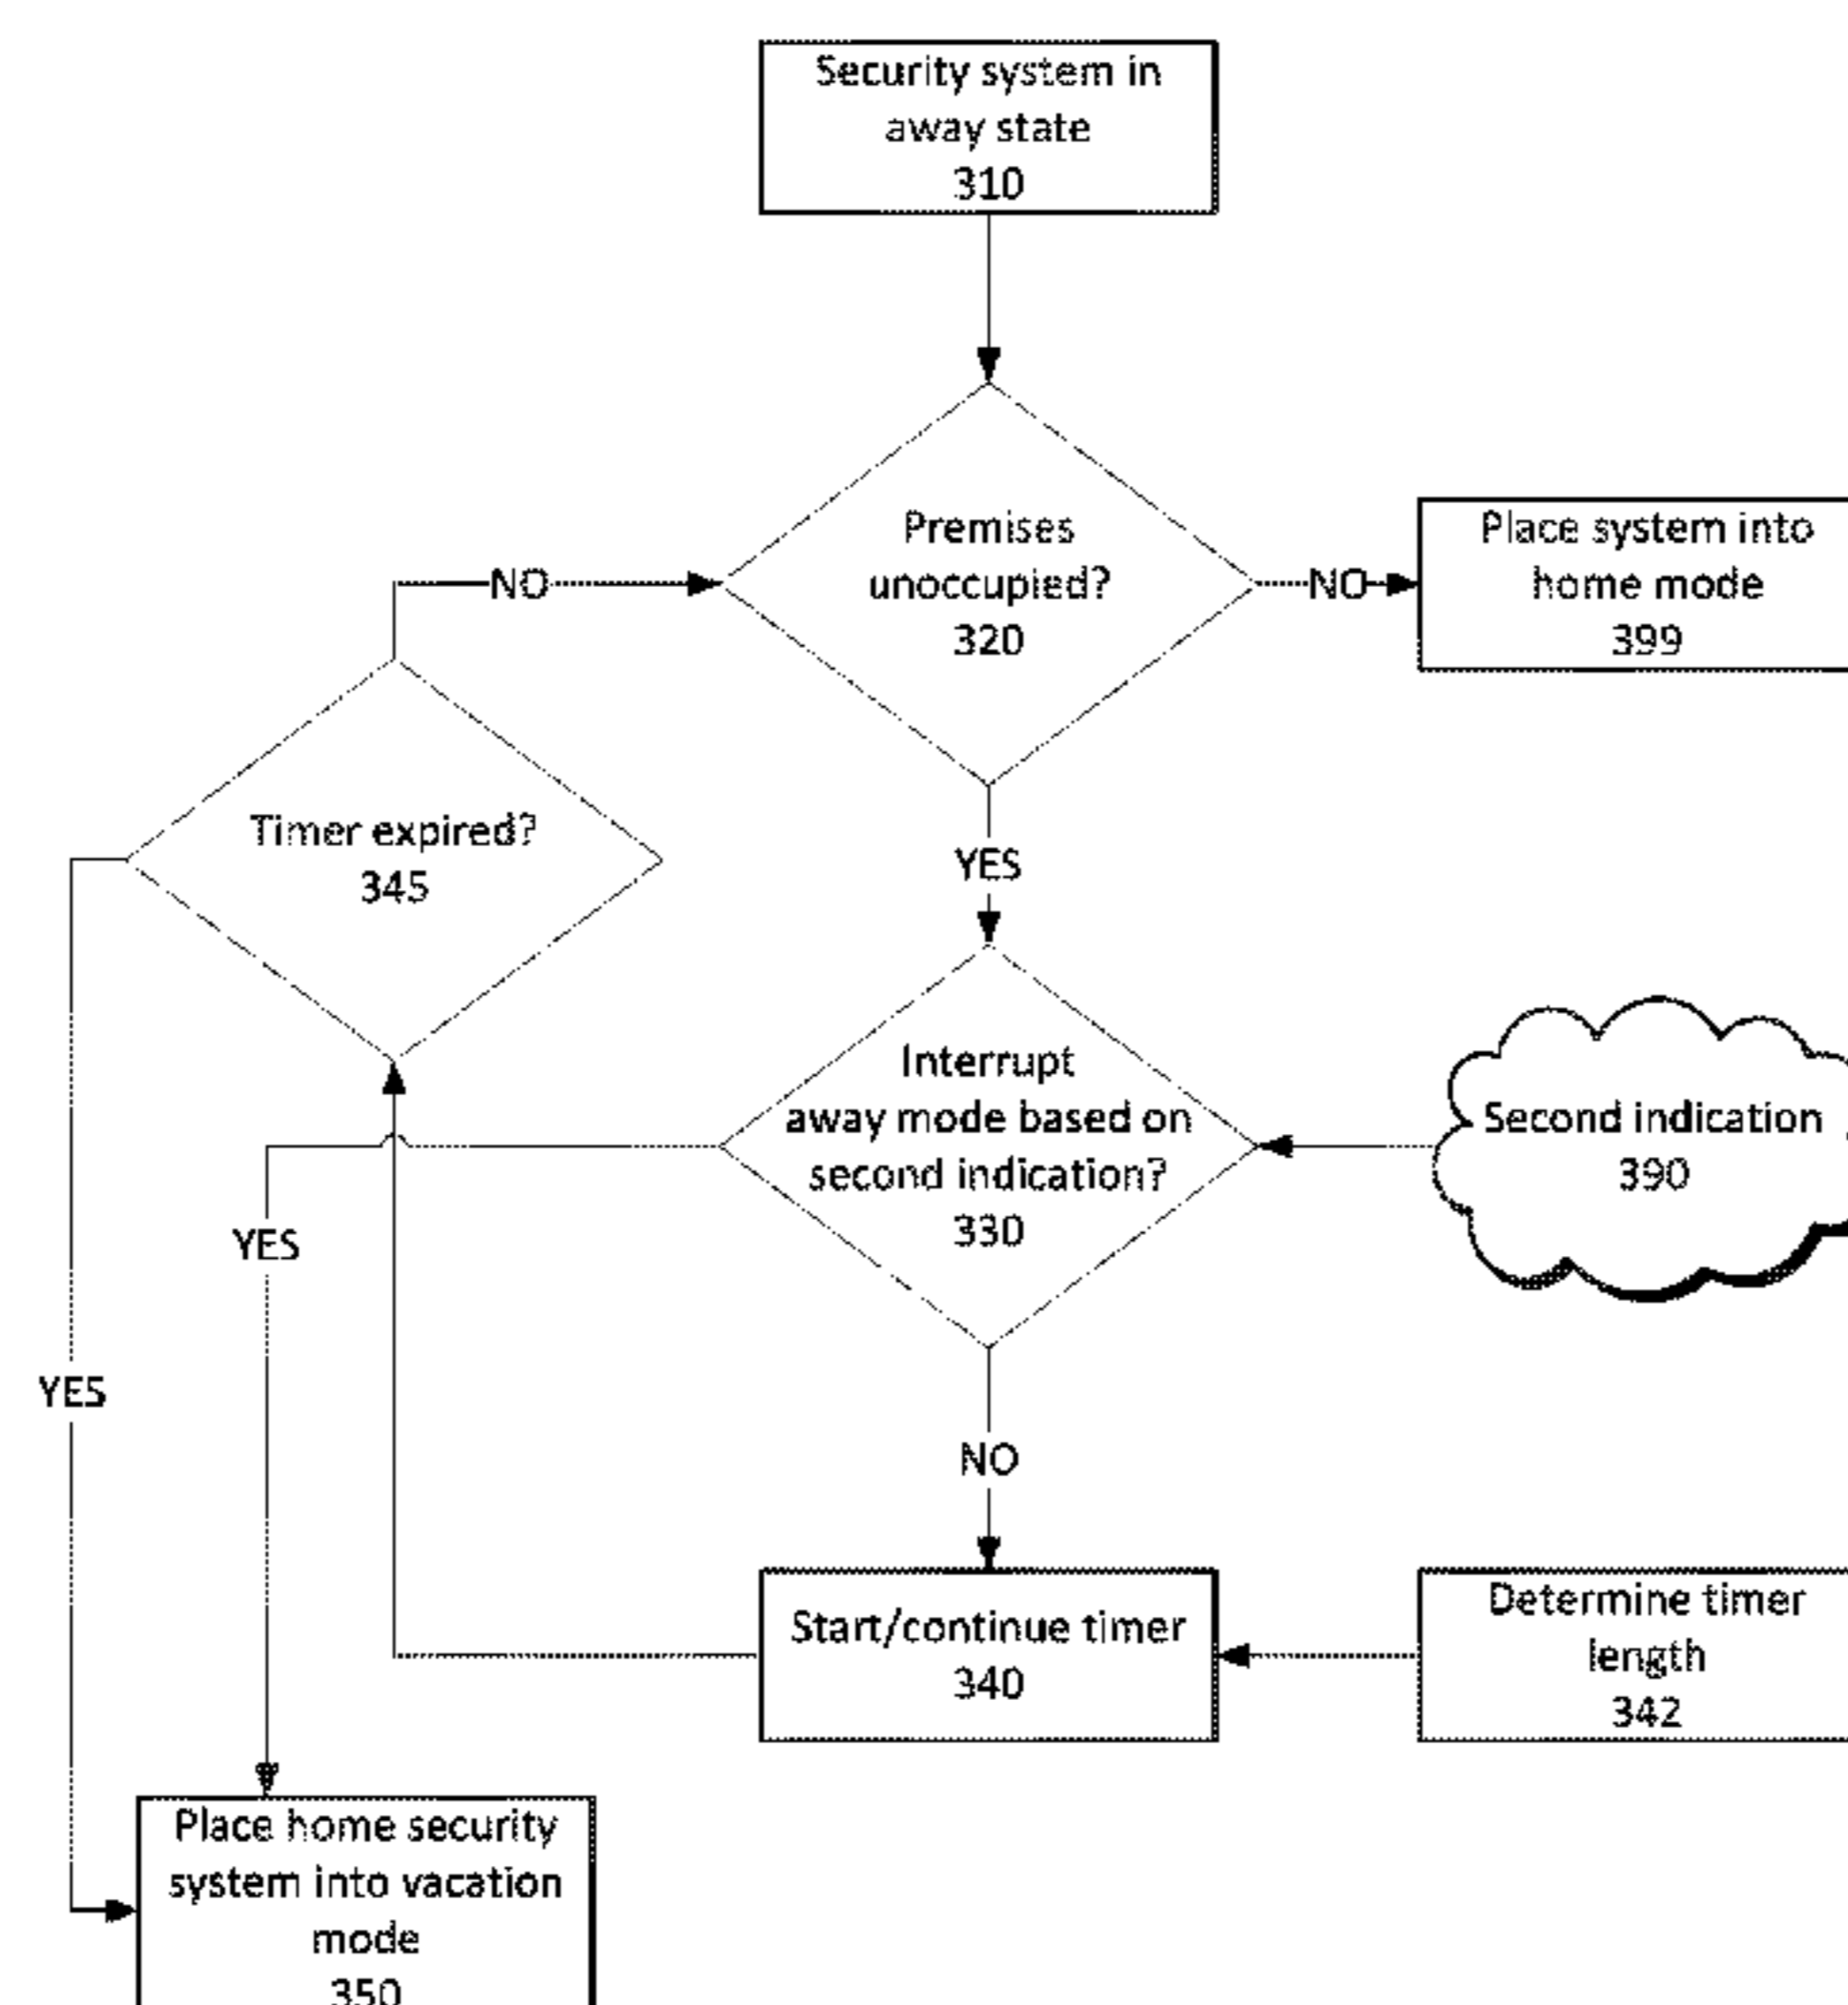 Security system in
away state
310
Premises
unoccupied?
320
NO
NO
Place system into
home mode
399
Timer expired?
345
YES
Interrupt
away mode based on
second indication?
330
Second indication
390
YES
YES
NO
Start/continue timer
340
Determine timer
length
342
Place home security
system into vacation
mode
350